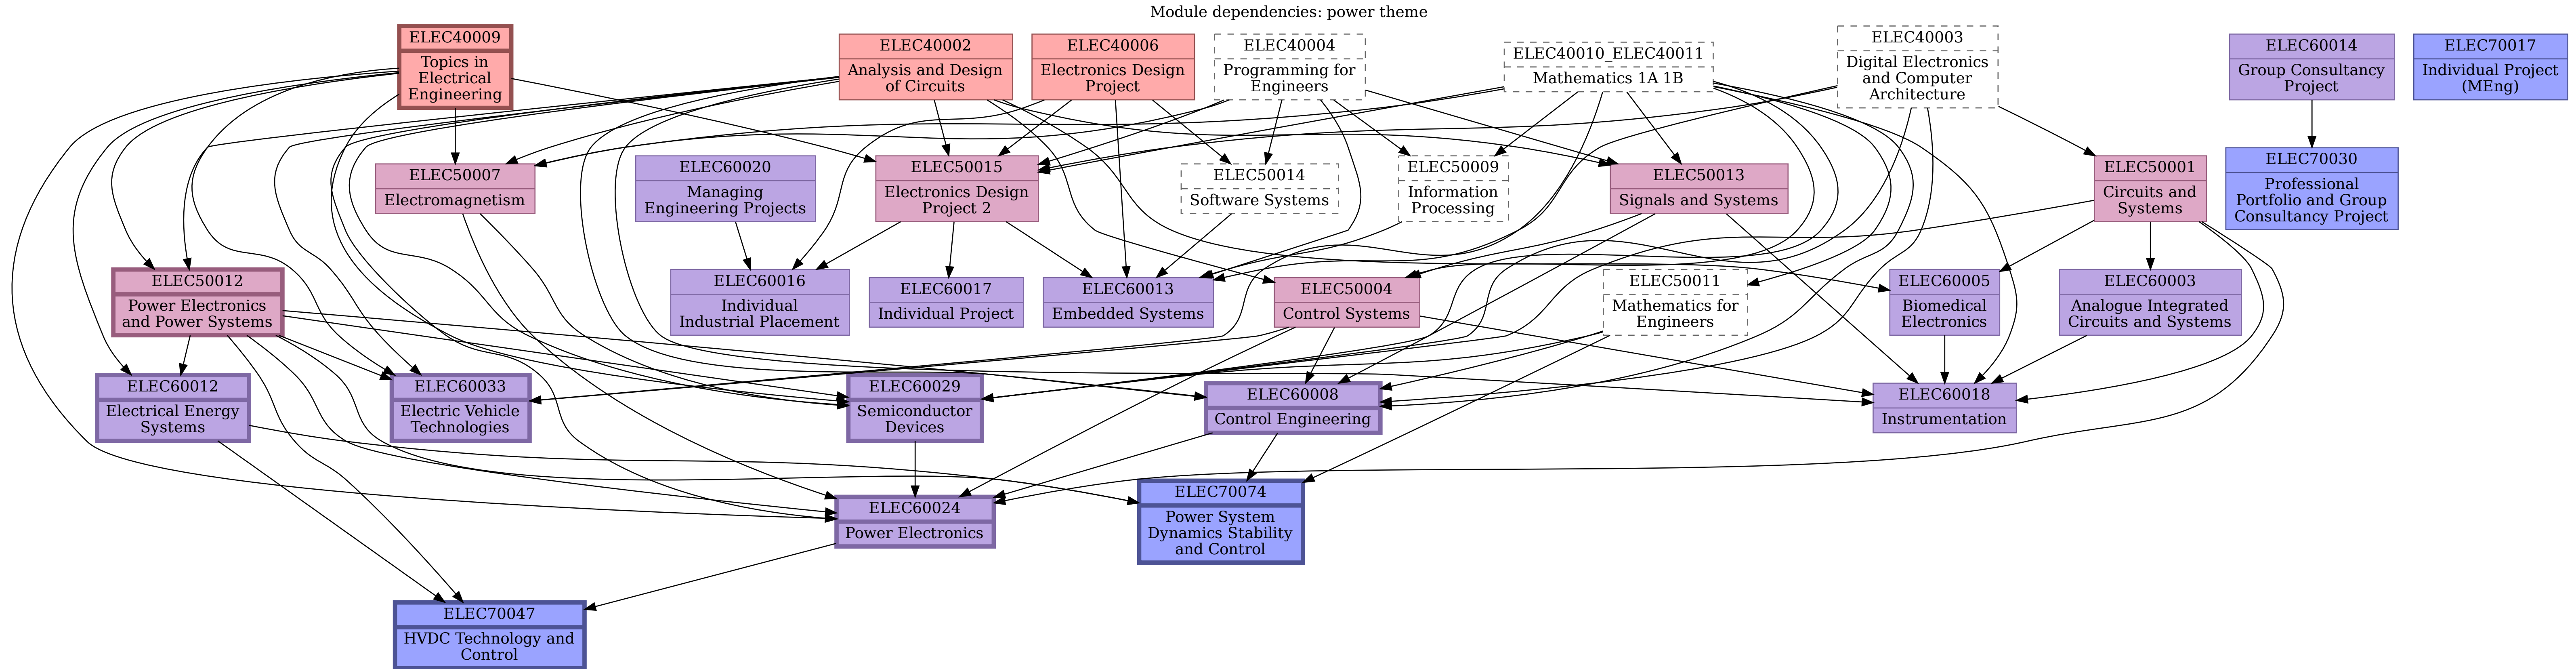 Module dependencies: power theme
ELEC40009
Topics in
Electrical
Engineering
ELEC40002
Analysis and Design
of Circuits
ELEC40006
Electronics Design
Project
ELEC40004
Programming for
Engineers
ELEC40010_ELEC40011
Mathematics 1A 1B
ELEC40003
Digital Electronics
and Computer
Architecture
ELEC60014
Group Consultancy
Project
ELEC70017
Individual Project
(MEng)
ELEC50007
Electromagnetism
ELEC60020
Managing
Engineering Projects
ELEC50015
Electronics Design
Project 2
ELEC50014
Software Systems
ELEC50009
Information
Processing
ELEC50013
Signals and Systems
ELEC50001
Circuits and
Systems
ELEC70030
Professional
Portfolio and Group
Consultancy Project
ELEC50012
Power Electronics
and Power Systems
ELEC60016
Individual
Industrial Placement
ELEC60017
Individual Project
ELEC60013
Embedded Systems
ELEC50004
Control Systems
ELEC50011
Mathematics for
Engineers
ELEC60005
Biomedical
Electronics
ELEC60003
Analogue Integrated
Circuits and Systems
ELEC60012
Electrical Energy
Systems
ELEC60033
Electric Vehicle
Technologies
ELEC60029
Semiconductor
Devices
ELEC60008
Control Engineering
ELEC60018
Instrumentation
ELEC60024
Power Electronics
ELEC70074
Power System
Dynamics Stability
and Control
ELEC70047
HVDC Technology and
Control